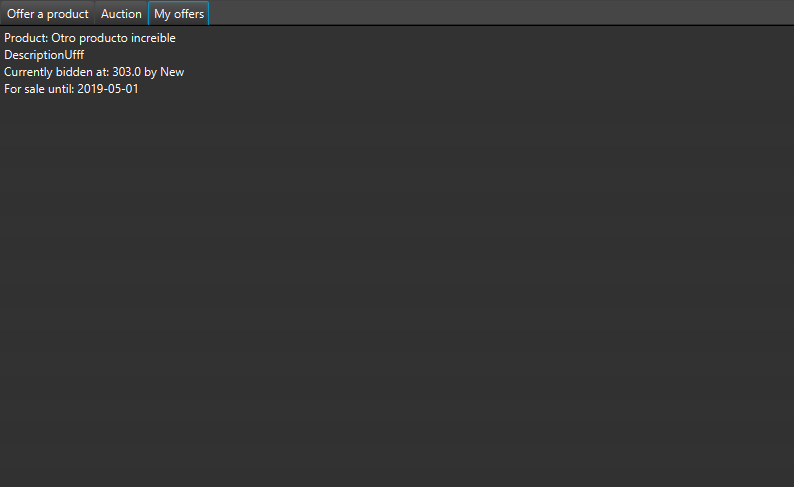 Offer a product Auction My offers
Product: Otro producto increible
DescriptionUfff
Currently bidden at: 303.0 by New
For sale until: 2019-05-01